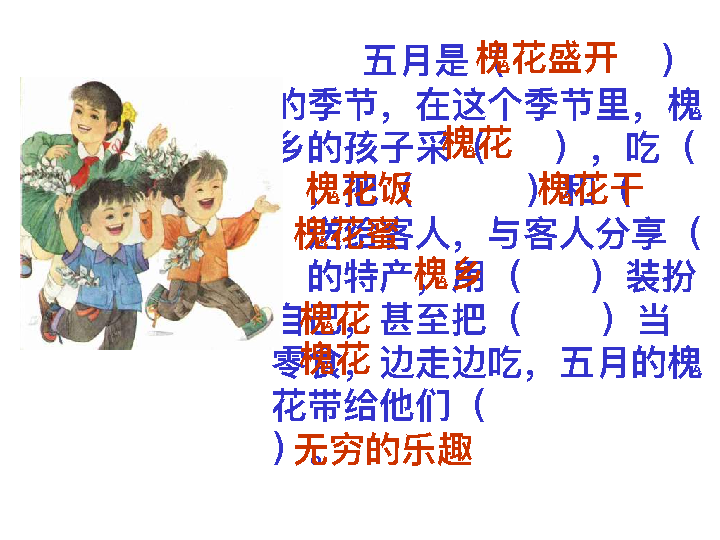 五月是（槐花盛开）
的季节，在这个季节里，槐
乡的孩子采（槐花），吃（
槐花饭），把（槐花干）和（
槐花蜜）送给客人，与客人分享（
槐乡）的特产，用（槐花）装扮
自己，甚至把（槐花）当
零食，边走边吃，五月的槐
花带给他们（
无穷的乐趣）。